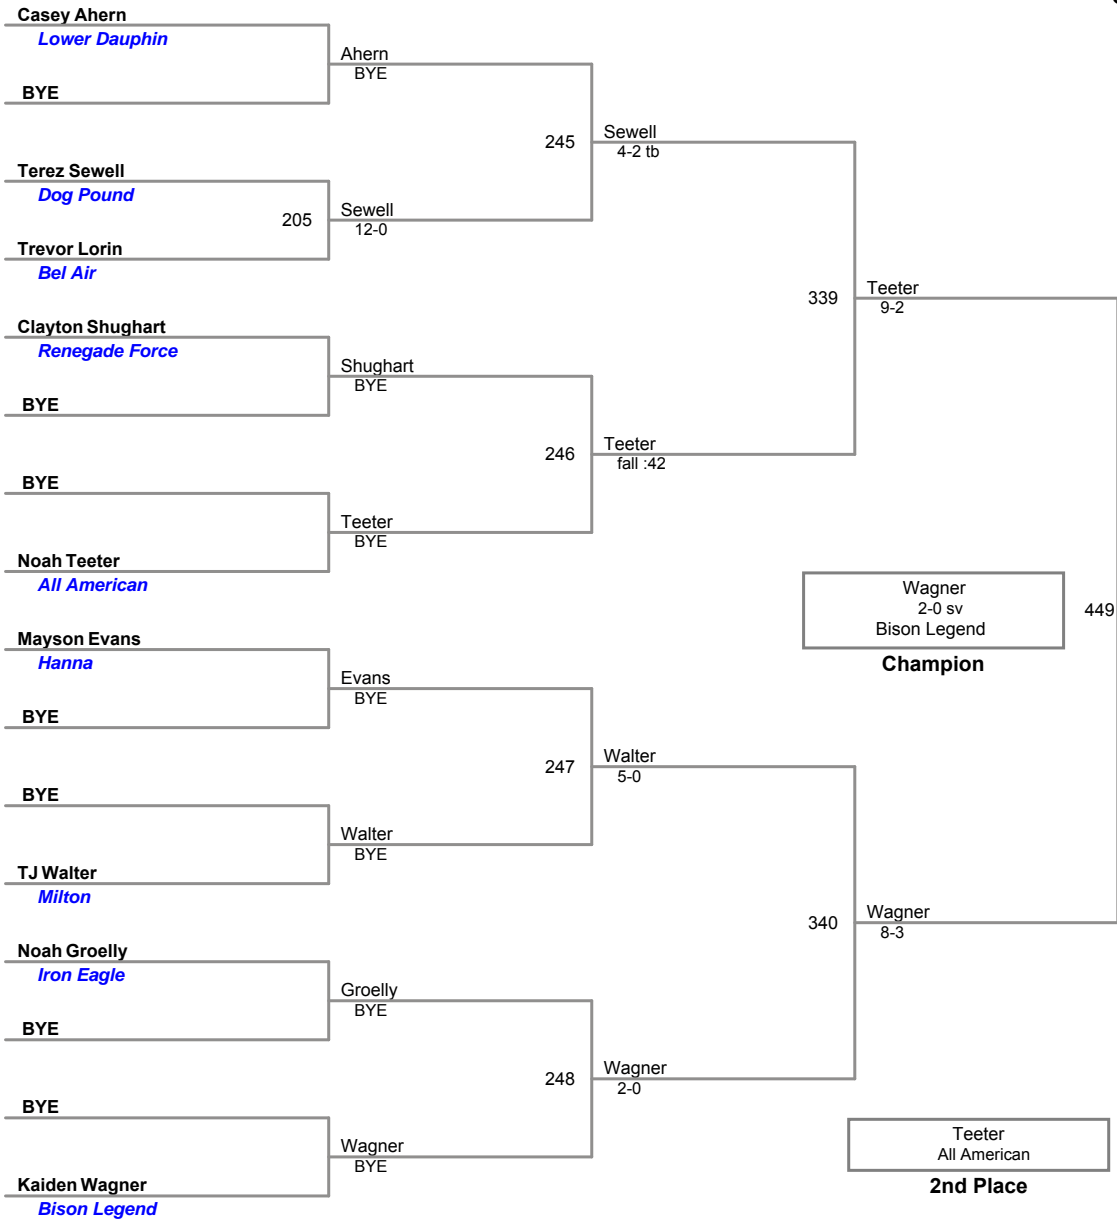 Casey Ahern
Lower Dauphin
BYE
Terez Sewell
Dog Pound
Trevor Lorin
Bel Air
Clayton Shughart
Renegade Force
BYE
BYE
Noah Teeter
All American
Mayson Evans
Hanna
BYE
BYE
TJ Walter
Milton
Noah Groelly
Iron Eagle
BYE
BYE
Kaiden Wagner
Bison Legend
Ahern
BYE
205
Sewell
12-0
Shughart
BYE
Teeter
BYE
Evans
BYE
Walter
BYE
Groelly
BYE
Wagner
BYE
245
Sewell
4-2 tb
246
Teeter
fall :42
247
Walter
5-0
248
Wagner
2-0
339
Teeter
9-2
340
Wagner
8-3
Wagner
2-0 sv
Bison Legend
449
Champion
Teeter
All American
2nd Place